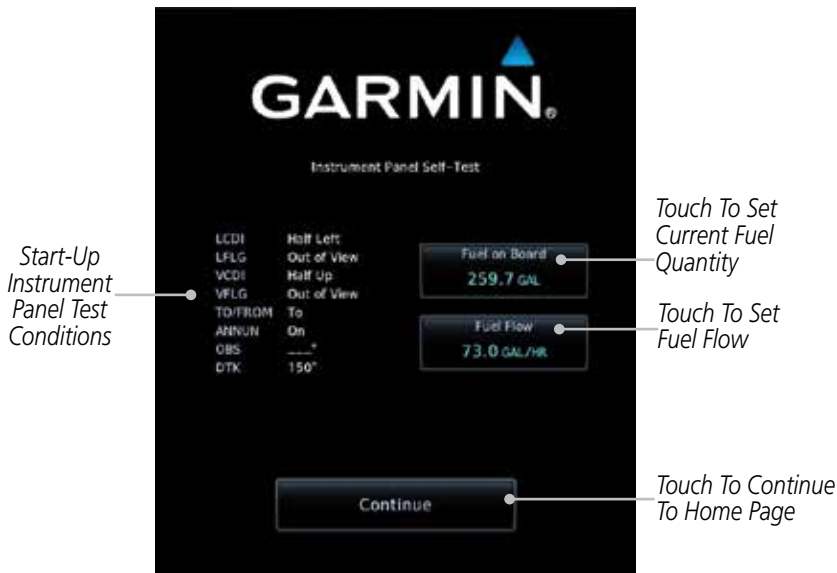 GARMIN®
Instrument Panel Self-Test
LCDI Half Left
LFLG Out of View
VCDI Half Up
VFLG Out of View
TO/FROM To
ANNUN On
OBS ___°
DTK 150°
Fuel on Board
259.7 GAL
Fuel Flow
73.0 GAL/HR
Continue
Start-Up
Instrument
Panel Test
Conditions
Touch To Set
Current Fuel
Quantity
Touch To Set
Fuel Flow
Touch To Continue
To Home Page